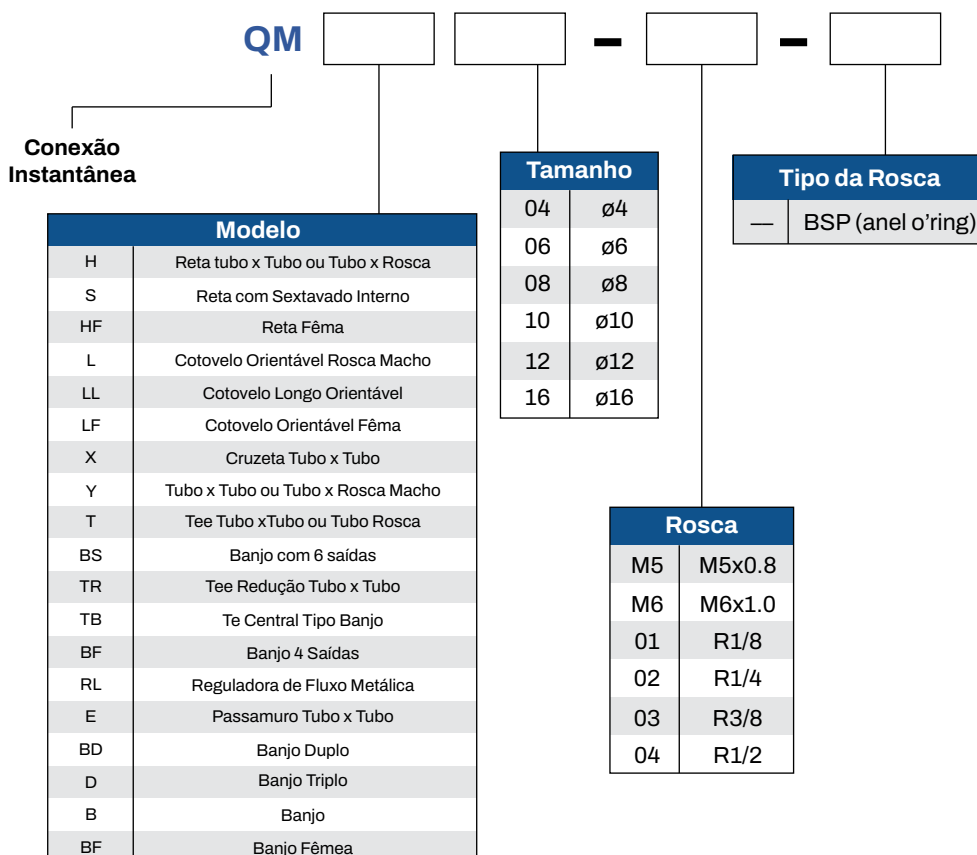 QM
Conexão
Instantânea
Modelo
H Reta tubo x Tubo ou Tubo x Rosca
S Reta com Sextavado Interno
HF Reta Fêma
L Cotovelo Orientável Rosca Macho
LL Cotovelo Longo Orientável
LF Cotovelo Orientável Fêma
X Cruzeta Tubo x Tubo
Y Tubo x Tubo ou Tubo x Rosca Macho
T Tee Tubo xTubo ou Tubo Rosca
BS Banjo com 6 saídas
TR Tee Redução Tubo x Tubo
TB Te Central Tipo Banjo
BF Banjo 4 Saídas
RL Reguladora de Fluxo Metálica
E Passamuro Tubo x Tubo
BD Banjo Duplo
D Banjo Triplo
B Banjo
BF Banjo Fêmea
Tamanho
04 ø4
06 ø6
08 ø8
10 ø10
12 ø12
16 ø16
Rosca
M5 M5x0.8
M6 M6x1.0
01 R1/8
02 R1/4
03 R3/8
04 R1/2
Tipo da Rosca
— BSP (anel o’ring)